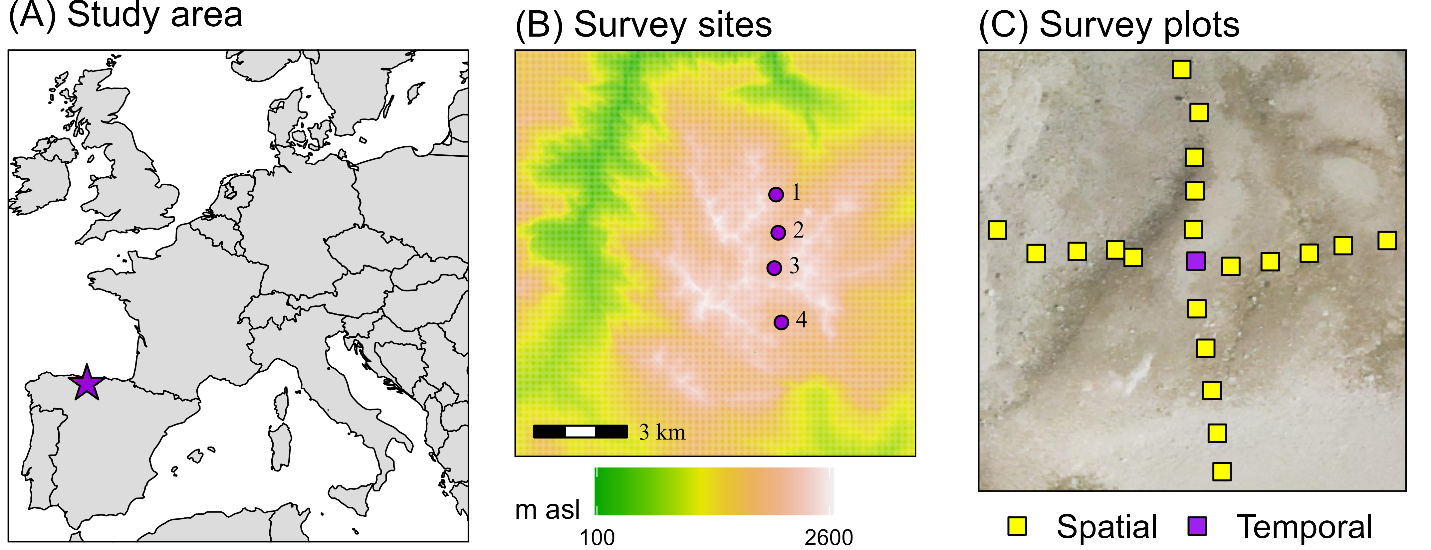 (A) Study area
(B) Survey sites
1
2
3
4
3 km
m asl
100
2600
(C) Survey plots
Spatial
Temporal